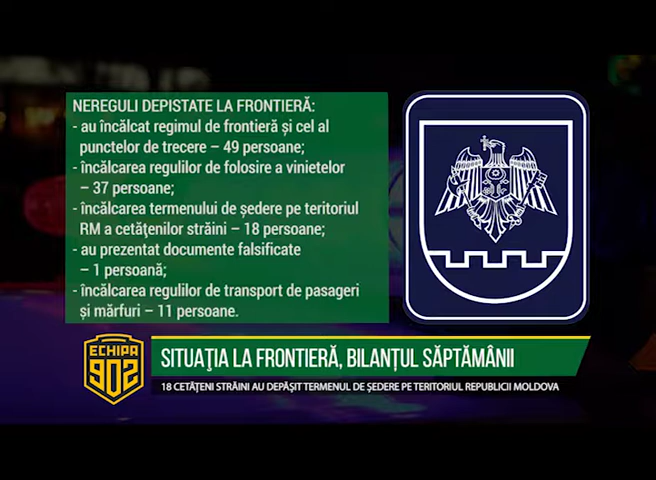 NEREGULI DEPISTATE LA FRONTIERĂ:
- au încălcat regimul de frontieră și cel al
punctelor de trecere – 49 persoane;
- încălcarea regulilor de folosire a vinietelor
– 37 persoane;
- încălcarea termenului de ședere pe teritoriul
RM a cetățenilor străini – 18 persoane;
- au prezentat documente falsificate
– 1 persoană;
- încălcarea regulilor de transport de pasageri
și mărfuri – 11 persoane.
ECHIPA
902
SITUAŢIA LA FRONTIERĂ, BILANȚUL SĂPTĂMÂNII
18 CETĂȚENI STRĂINI AU DEPĂȘIT TERMENUL DE ȘEDERE PE TERITORIUL REPUBLICII MOLDOVA